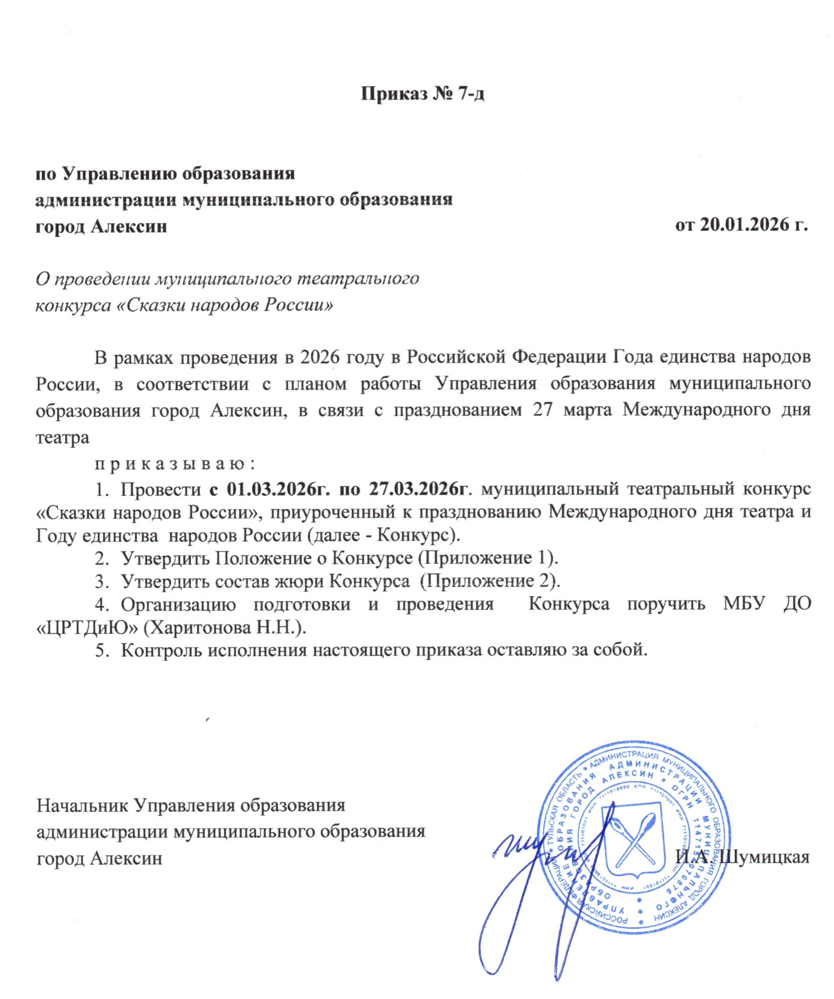 Приказ № 7-д
по Управлению образования
администрации муниципального образования
город Алексин
от 20.01.2026 г.
О проведении муниципального театрального
конкурса «Сказки народов России»
В рамках проведения в 2026 году в Российской Федерации Года единства народов
России, в соответствии с планом работы Управления образования муниципального
образования город Алексин, в связи с празднованием 27 марта Международного дня
театра
п р и к а з ы в а ю :
1. Провести с 01.03.2026г. по 27.03.2026г. муниципальный театральный конкурс
«Сказки народов России», приуроченный к празднованию Международного дня театра и
Году единства народов России (далее - Конкурс).
2. Утвердить Положение о Конкурсе (Приложение 1).
3. Утвердить состав жюри Конкурса (Приложение 2).
4. Организацию подготовки и проведения Конкурса поручить МБУ ДО
«ЦРТДиЮ» (Харитонова Н.Н.).
5. Контроль исполнения настоящего приказа оставляю за собой.
Начальник Управления образования
администрации муниципального образования
город Алексин
И.А. Шумицкая
РОССИЙСКАЯ ФЕДЕРАЦИЯ * ТУЛЬСКАЯ ОБЛАСТЬ * АДМИНИСТРАЦИЯ МУНИЦИПАЛЬНОГО ОБРАЗОВАНИЯ ГОРОД АЛЕКСИН *
УПРАВЛЕНИЕ ОБРАЗОВАНИЯ АДМИНИСТРАЦИИ МУНИЦИПАЛЬНОГО *
ОБРАЗОВАНИЯ ГОРОД АЛЕКСИН * ОГРН 1147154070876 *